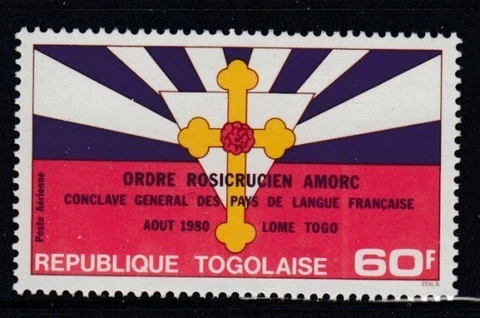 ORDRE ROSICRUCIEN AMORC
CONCLAVE GENERAL DES PAYS DE LANGUE FRANÇAISE
AOUT 1980 LOME TOGO
Poste Aérienne
REPUBLIQUE TOGOLAISE 60F
EDILA